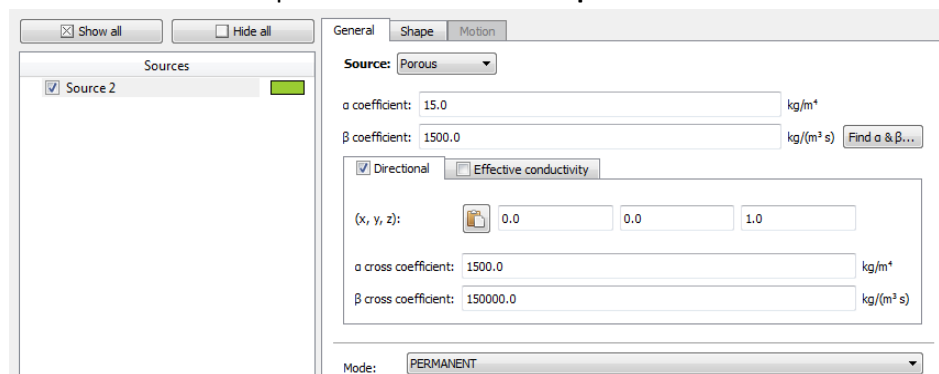 Show all
Hide all
Sources
Source 2
General Shape Motion
Source: Porous
α coefficient: 15.0 kg/m⁴
β coefficient: 1500.0 kg/(m³ s) Find α & β...
Directional Effective conductivity
(x, y, z): 0.0 0.0 1.0
α cross coefficient: 1500.0 kg/m⁴
β cross coefficient: 150000.0 kg/(m³ s)
Mode: PERMANENT